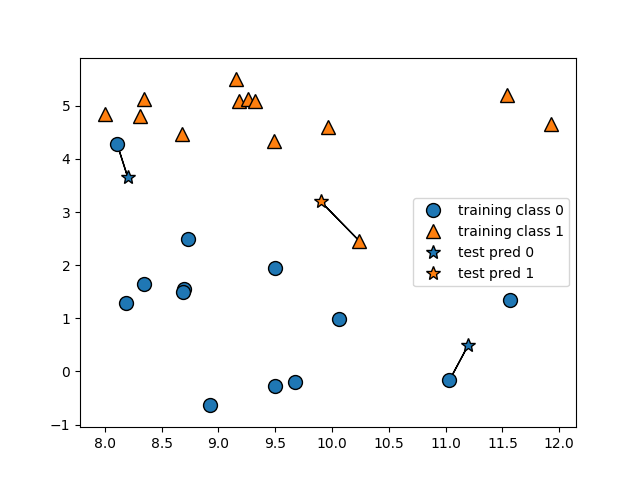 5
4
3
2
1
0
−1
training class 0
training class 1
test pred 0
test pred 1
8.0 8.5 9.0 9.5 10.0 10.5 11.0 11.5 12.0